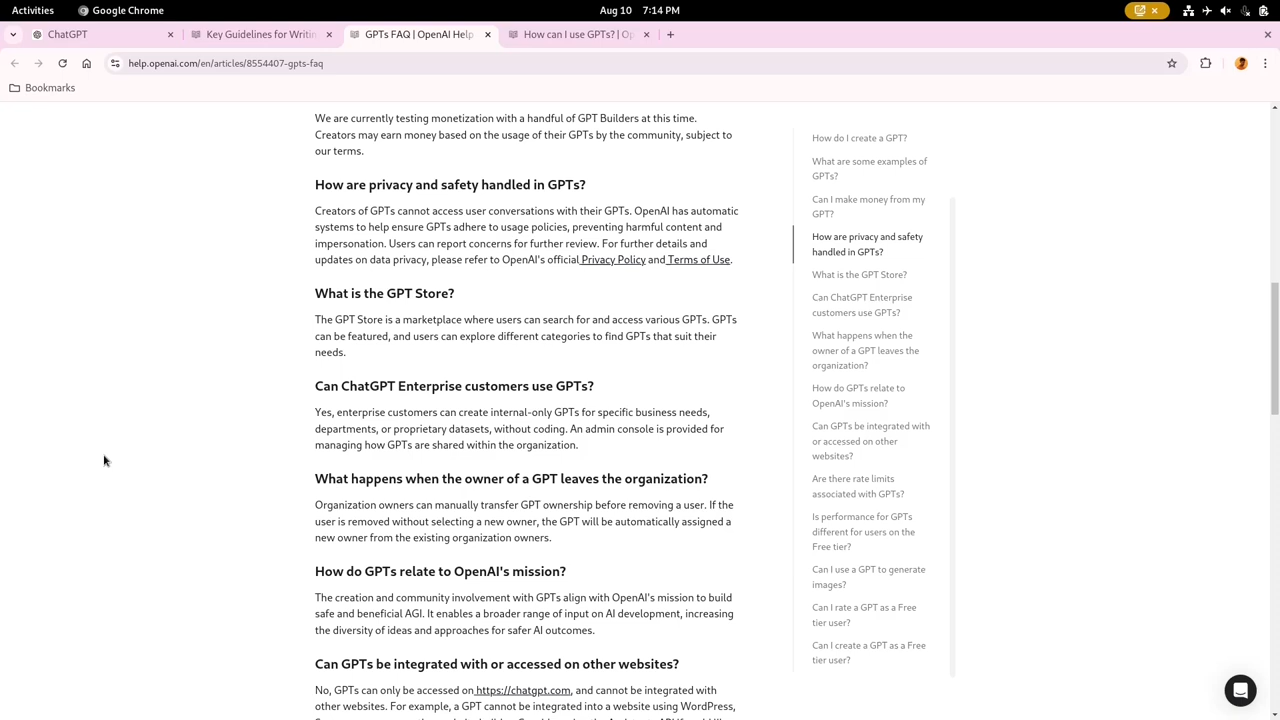 Activities
Google Chrome
Aug 10 7:14 PM
ChatGPT
Key Guidelines for Writin
GPTs FAQ | OpenAI Help
How can I use GPTs? | Op
help.openai.com/en/articles/8554407-gpts-faq
Bookmarks
We are currently testing monetization with a handful of GPT Builders at this time.
Creators may earn money based on the usage of their GPTs by the community, subject to
our terms.
How are privacy and safety handled in GPTs?
Creators of GPTs cannot access user conversations with their GPTs. OpenAI has automatic
systems to help ensure GPTs adhere to usage policies, preventing harmful content and
impersonation. Users can report concerns for further review. For further details and
updates on data privacy, please refer to OpenAI's official Privacy Policy and Terms of Use.
What is the GPT Store?
The GPT Store is a marketplace where users can search for and access various GPTs. GPTs
can be featured, and users can explore different categories to find GPTs that suit their
needs.
Can ChatGPT Enterprise customers use GPTs?
Yes, enterprise customers can create internal-only GPTs for specific business needs,
departments, or proprietary datasets, without coding. An admin console is provided for
managing how GPTs are shared within the organization.
What happens when the owner of a GPT leaves the organization?
Organization owners can manually transfer GPT ownership before removing a user. If the
user is removed without selecting a new owner, the GPT will be automatically assigned a
new owner from the existing organization owners.
How do GPTs relate to OpenAI's mission?
The creation and community involvement with GPTs align with OpenAI's mission to build
safe and beneficial AGI. It enables a broader range of input on AI development, increasing
the diversity of ideas and approaches for safer AI outcomes.
Can GPTs be integrated with or accessed on other websites?
No, GPTs can only be accessed on https://chatgpt.com, and cannot be integrated with
other websites. For example, a GPT cannot be integrated into a website using WordPress,
How do I create a GPT?
What are some examples of
GPTs?
Can I make money from my
GPT?
How are privacy and safety
handled in GPTs?
What is the GPT Store?
Can ChatGPT Enterprise
customers use GPTs?
What happens when the
owner of a GPT leaves the
organization?
How do GPTs relate to
OpenAI's mission?
Can GPTs be integrated with
or accessed on other
websites?
Are there rate limits
associated with GPTs?
Is performance for GPTs
different for users on the
Free tier?
Can I use a GPT to generate
images?
Can I rate a GPT as a Free
tier user?
Can I create a GPT as a Free
tier user?